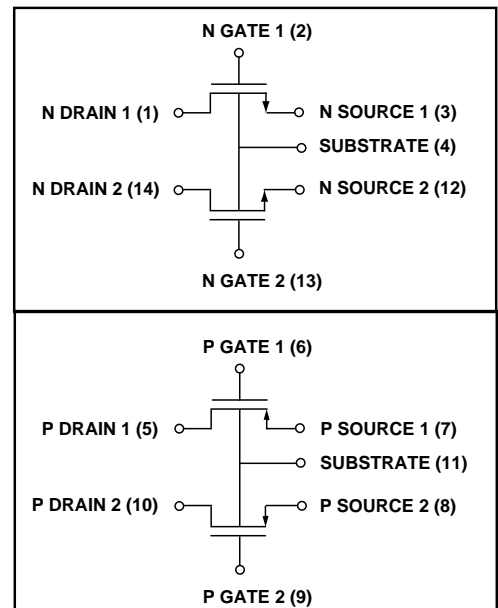 N GATE 1 (2)
N DRAIN 1 (1)
N SOURCE 1 (3)
SUBSTRATE (4)
N DRAIN 2 (14)
N SOURCE 2 (12)
N GATE 2 (13)
P GATE 1 (6)
P DRAIN 1 (5)
P SOURCE 1 (7)
SUBSTRATE (11)
P DRAIN 2 (10)
P SOURCE 2 (8)
P GATE 2 (9)